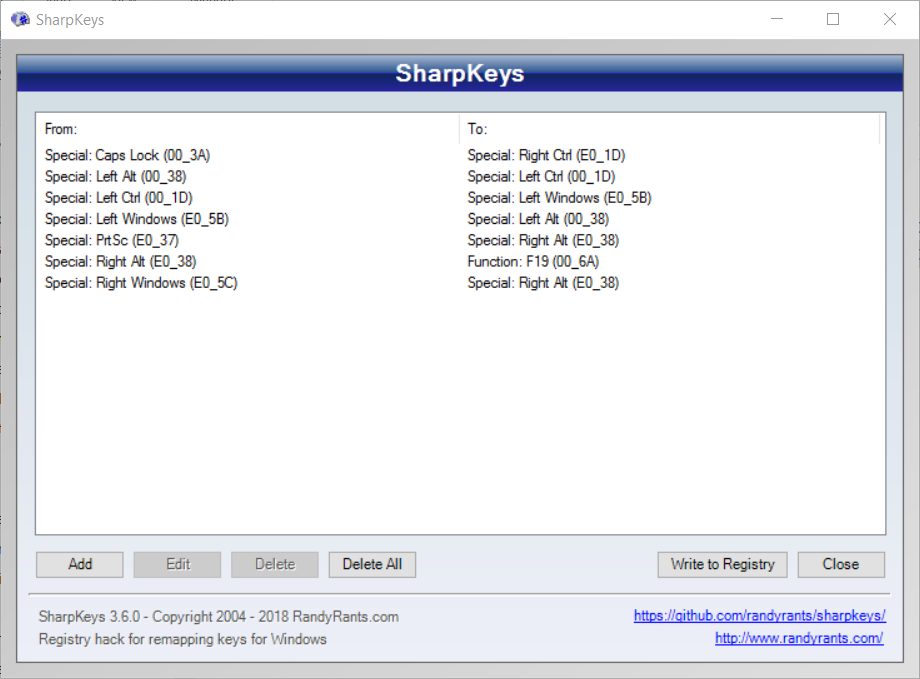 SharpKeys
SharpKeys
From: To:
Special: Caps Lock (00_3A) Special: Right Ctrl (E0_1D)
Special: Left Alt (00_38) Special: Left Ctrl (00_1D)
Special: Left Ctrl (00_1D) Special: Left Windows (E0_5B)
Special: Left Windows (E0_5B) Special: Left Alt (00_38)
Special: PrtSc (E0_37) Special: Right Alt (E0_38)
Special: Right Alt (E0_38) Function: F19 (00_6A)
Special: Right Windows (E0_5C) Special: Right Alt (E0_38)
Add Edit Delete Delete All Write to Registry Close
SharpKeys 3.6.0 - Copyright 2004 - 2018 RandyRants.com https://github.com/randyrants/sharpkeys/
Registry hack for remapping keys for Windows http://www.randyrants.com/